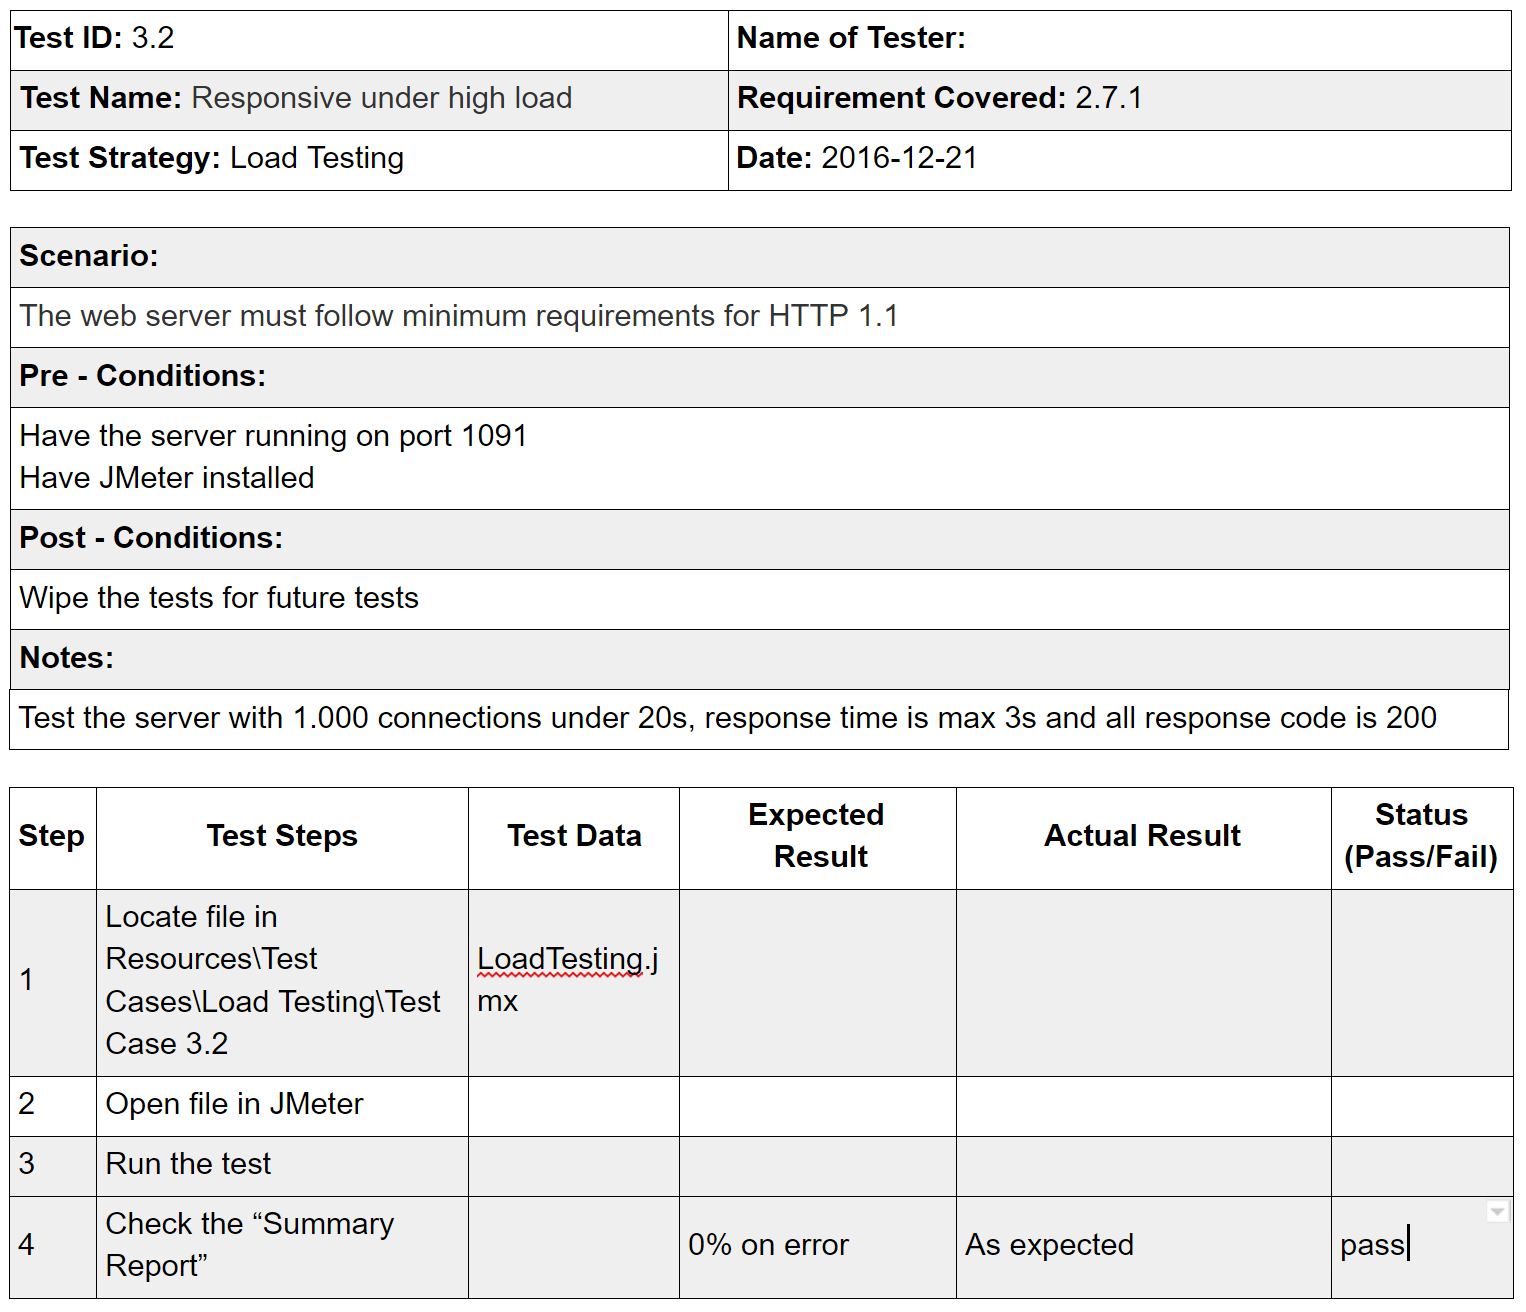 Test ID: 3.2
Name of Tester:
Test Name: Responsive under high load
Requirement Covered: 2.7.1
Test Strategy: Load Testing
Date: 2016-12-21
Scenario:
The web server must follow minimum requirements for HTTP 1.1
Pre - Conditions:
Have the server running on port 1091
Have JMeter installed
Post - Conditions:
Wipe the tests for future tests
Notes:
Test the server with 1.000 connections under 20s, response time is max 3s and all response code is 200
Step
Test Steps
Test Data
Expected
Result
Actual Result
Status
(Pass/Fail)
1
Locate file in
Resources\Test
Cases\Load Testing\Test
Case 3.2
LoadTesting.j
mx
2
Open file in JMeter
3
Run the test
4
Check the “Summary
Report”
0% on error
As expected
pass